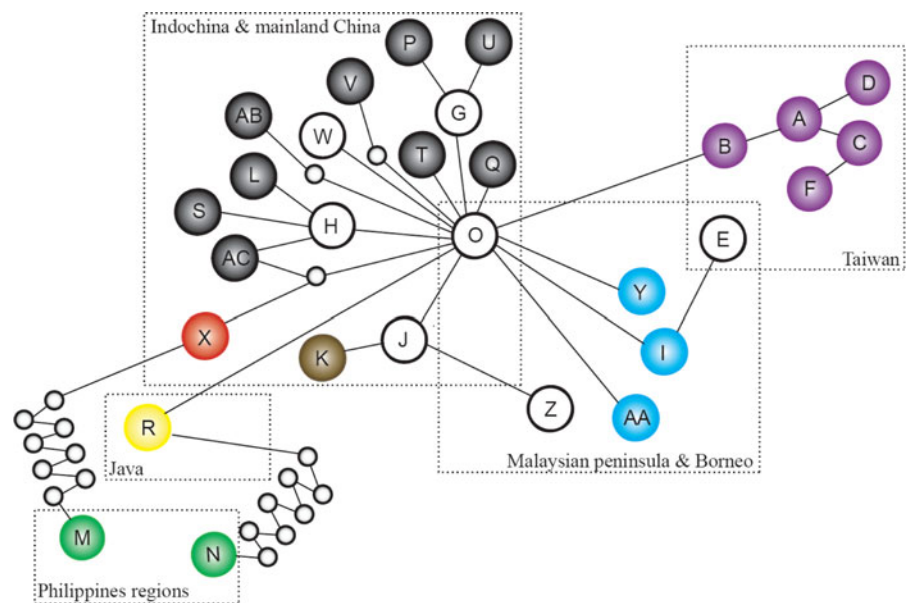 Indochina & mainland China
P
U
V
D
AB
G
A
W
B
C
T
Q
L
F
S
H
O
E
AC
Taiwan
Y
X
J
I
K
Z
AA
R
Java
Malaysian peninsula & Borneo
M
N
Philippines regions